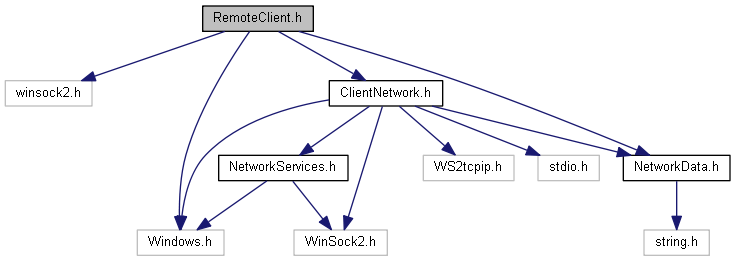 RemoteClient.h
winsock2.h
ClientNetwork.h
NetworkServices.h
WS2tcpip.h
stdio.h
NetworkData.h
Windows.h
WinSock2.h
string.h